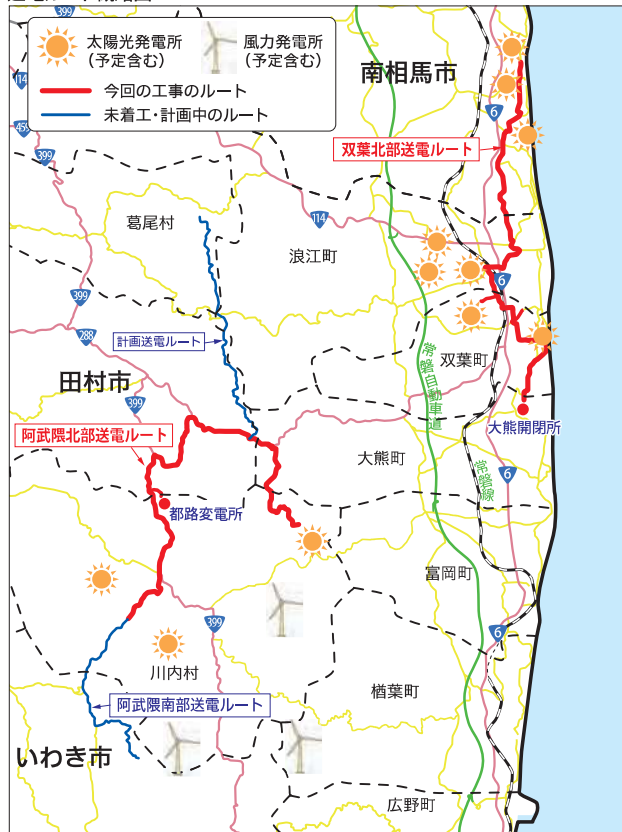 太陽光発電所
(予定含む)
風力発電所
(予定含む)
今回の工事のルート
未着工・計画中のルート
399
114
459
399
南相馬市
6
双葉北部送電ルート
葛尾村
114
浪江町
399
6
288
計画送電ルート
双葉町
田村市
399
常磐自動車道
阿武隈北部送電ルート
大熊開閉所
大熊町
常磐線
6
都路変電所
富岡町
399
6
川内村
楢葉町
阿武隈南部送電ルート
いわき市
広野町